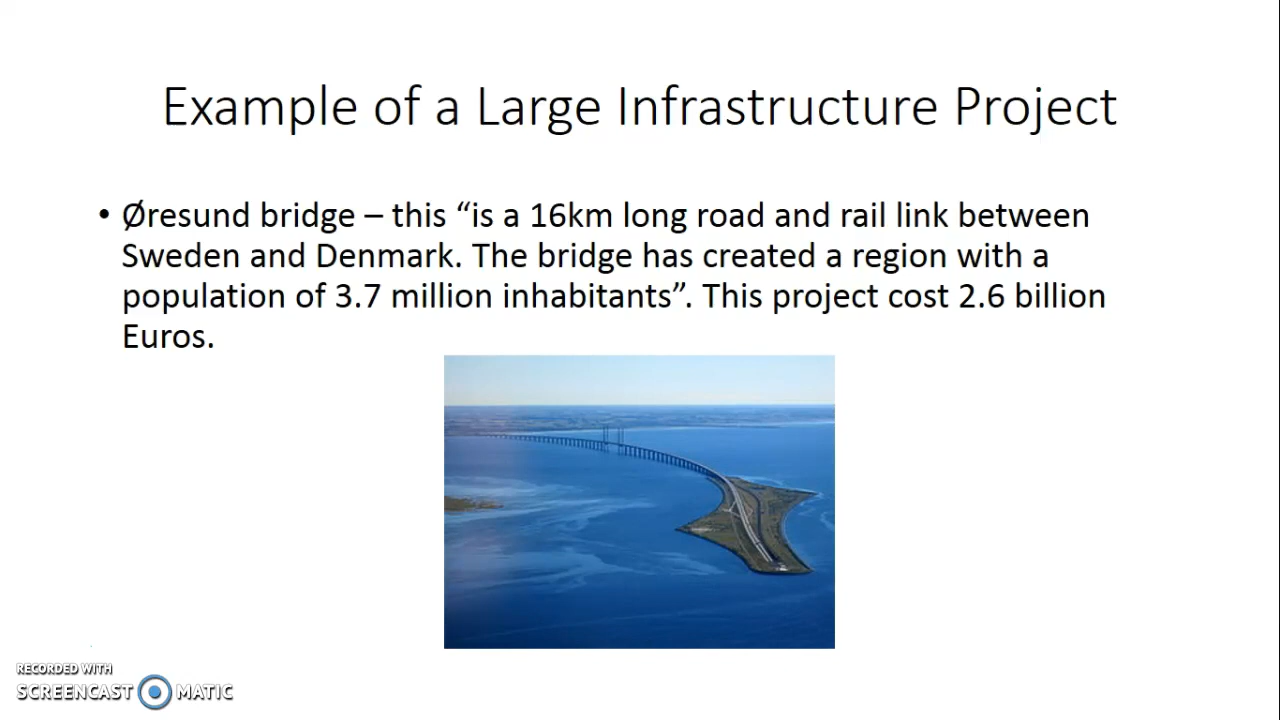 Example of a Large Infrastructure Project
• Øresund bridge – this “is a 16km long road and rail link between
Sweden and Denmark. The bridge has created a region with a
population of 3.7 million inhabitants”. This project cost 2.6 billion
Euros.
RECORDED WITH
SCREENCAST MATIC